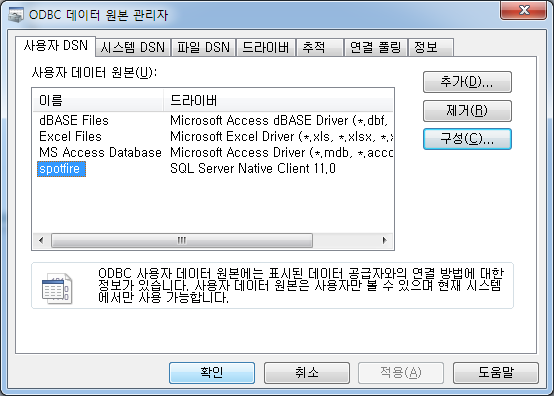 ODBC 데이터 원본 관리자
사용자 DSN 시스템 DSN 파일 DSN 드라이버 추적 연결 풀링 정보
사용자 데이터 원본(U):
이름 드라이버
dBASE Files Microsoft Access dBASE Driver (*.dbf,
Excel Files Microsoft Excel Driver (*.xls, *.xlsx, *.x
MS Access Database Microsoft Access Driver (*.mdb, *.acc
spotfire SQL Server Native Client 11.0
추가(D)...
제거(R)
구성(C)...
ODBC 사용자 데이터 원본에는 표시된 데이터 공급자와의 연결 방법에 대한
정보가 있습니다. 사용자 데이터 원본은 사용자만 볼 수 있으며 현재 시스템
에서만 사용 가능합니다.
확인 취소 적용(A) 도움말